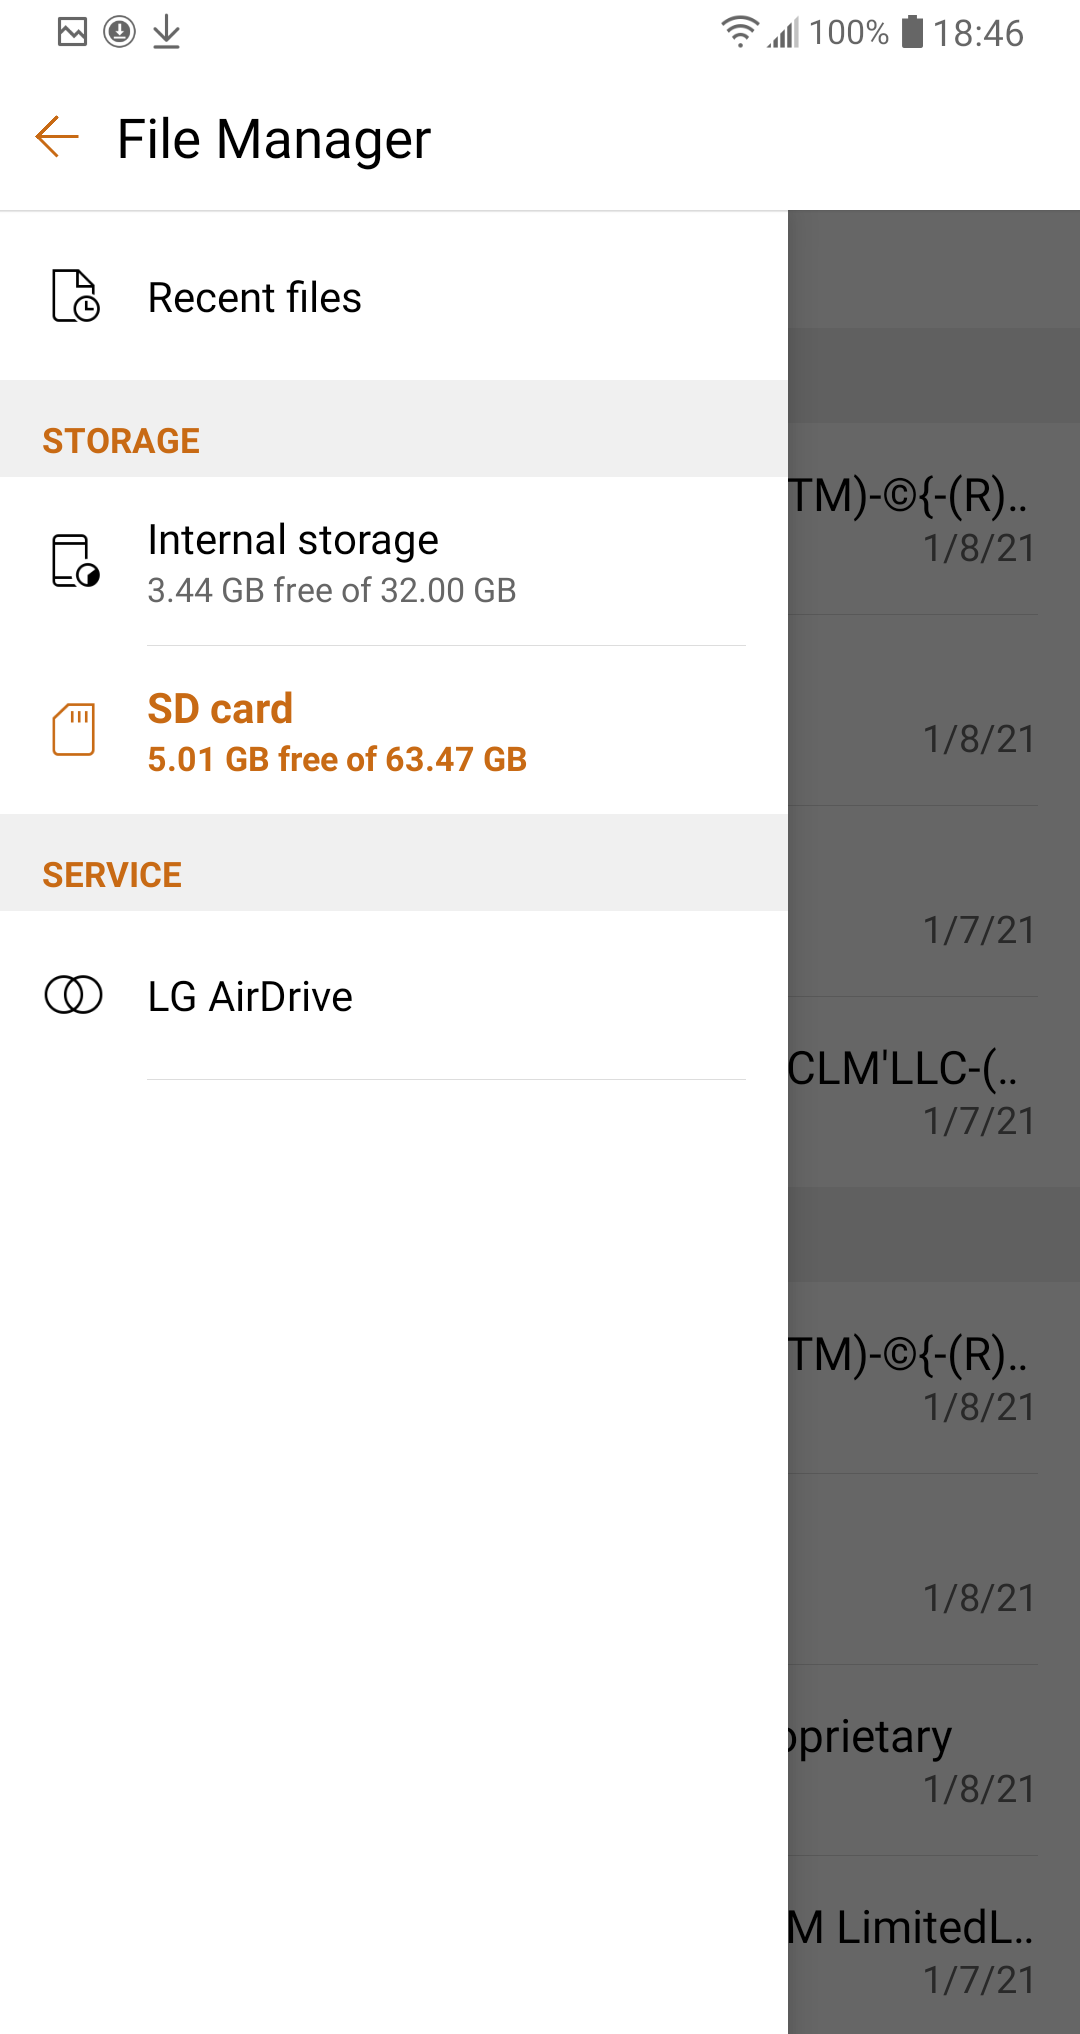 100% 18:46
File Manager
Recent files
STORAGE
TM)-©{-(R)..
1/8/21
Internal storage
3.44 GB free of 32.00 GB
SD card
5.01 GB free of 63.47 GB
1/8/21
SERVICE
1/7/21
LG AirDrive
CLM'LLC-(..
1/7/21
TM)-©{-(R)..
1/8/21
1/8/21
oprietary
1/8/21
M LimitedL..
1/7/21